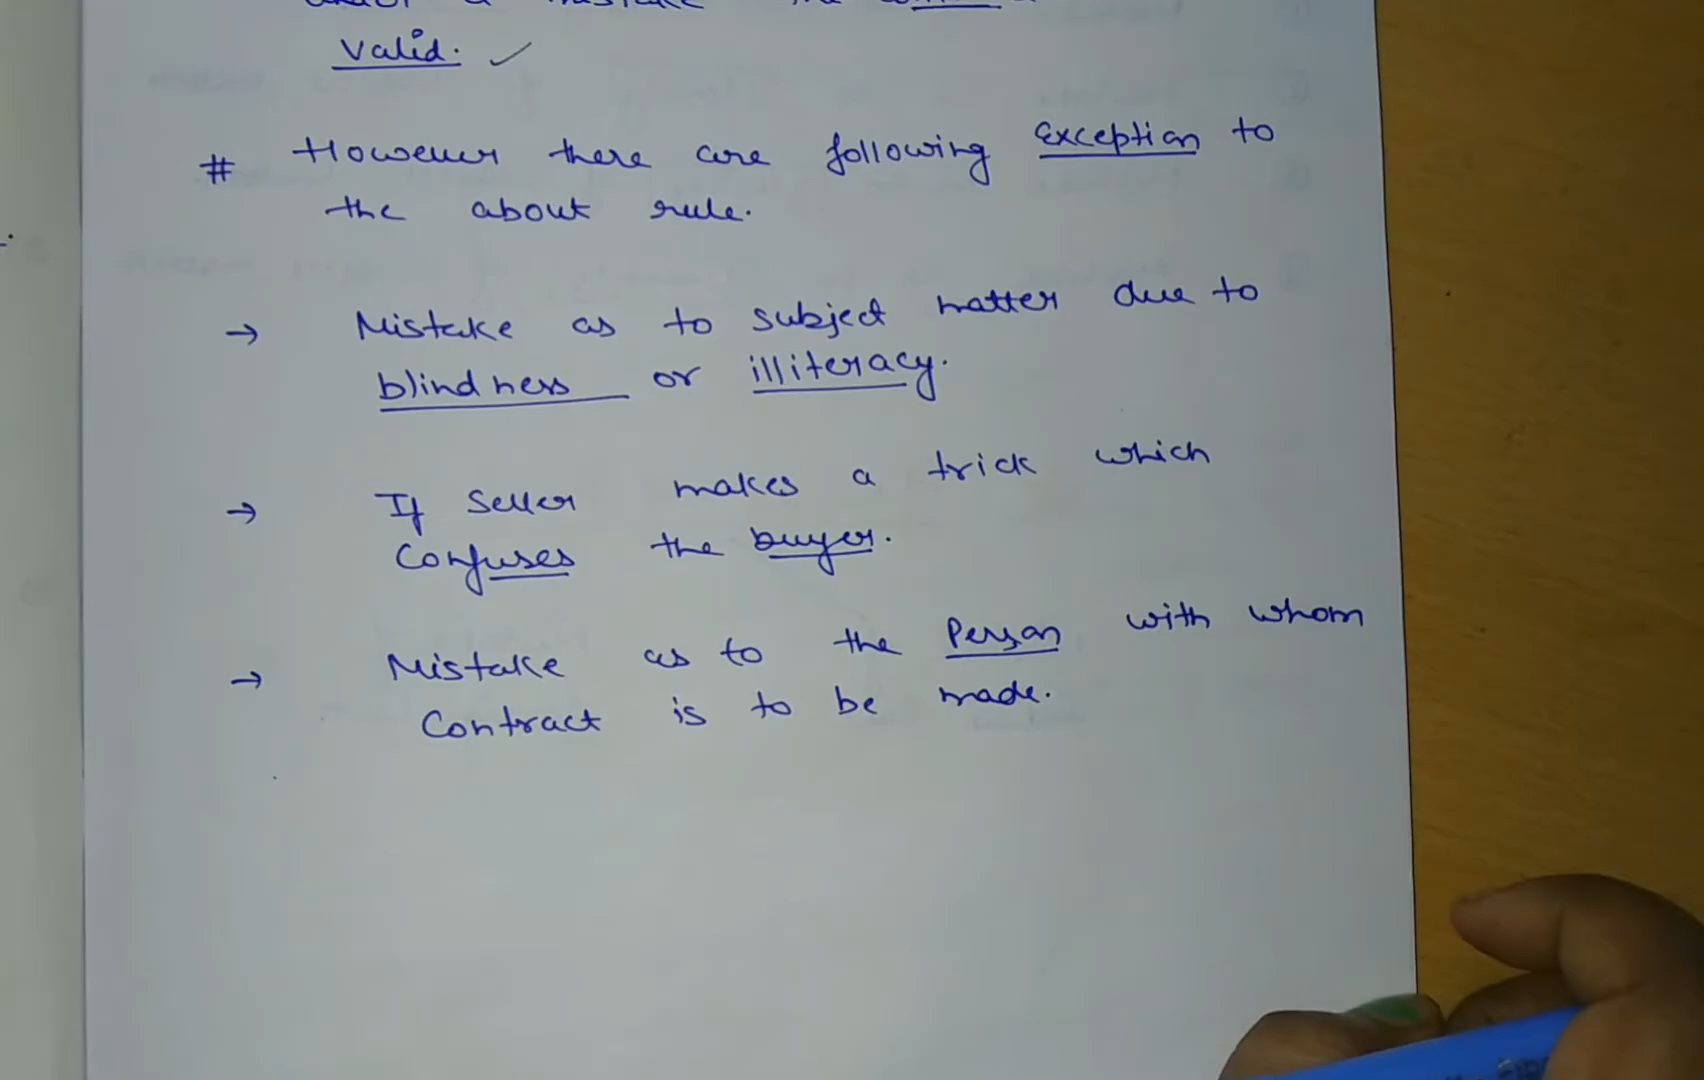 valid.
# However there are following exception to
the about rule.
→ Mistake as to subject matter due to
blindness or illiteracy.
→ If seller makes a trick which
confuses the buyer.
→ Mistake as to the Person with whom
Contract is to be made.